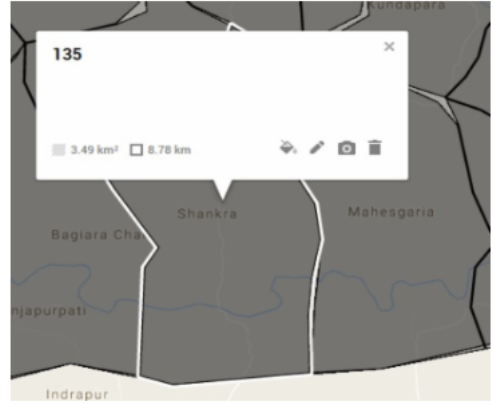 Kundapara
135
3.49 km² 8.78 km
Shankra
Mahesgaria
Bagiara Cha
njapurpati
Indrapur